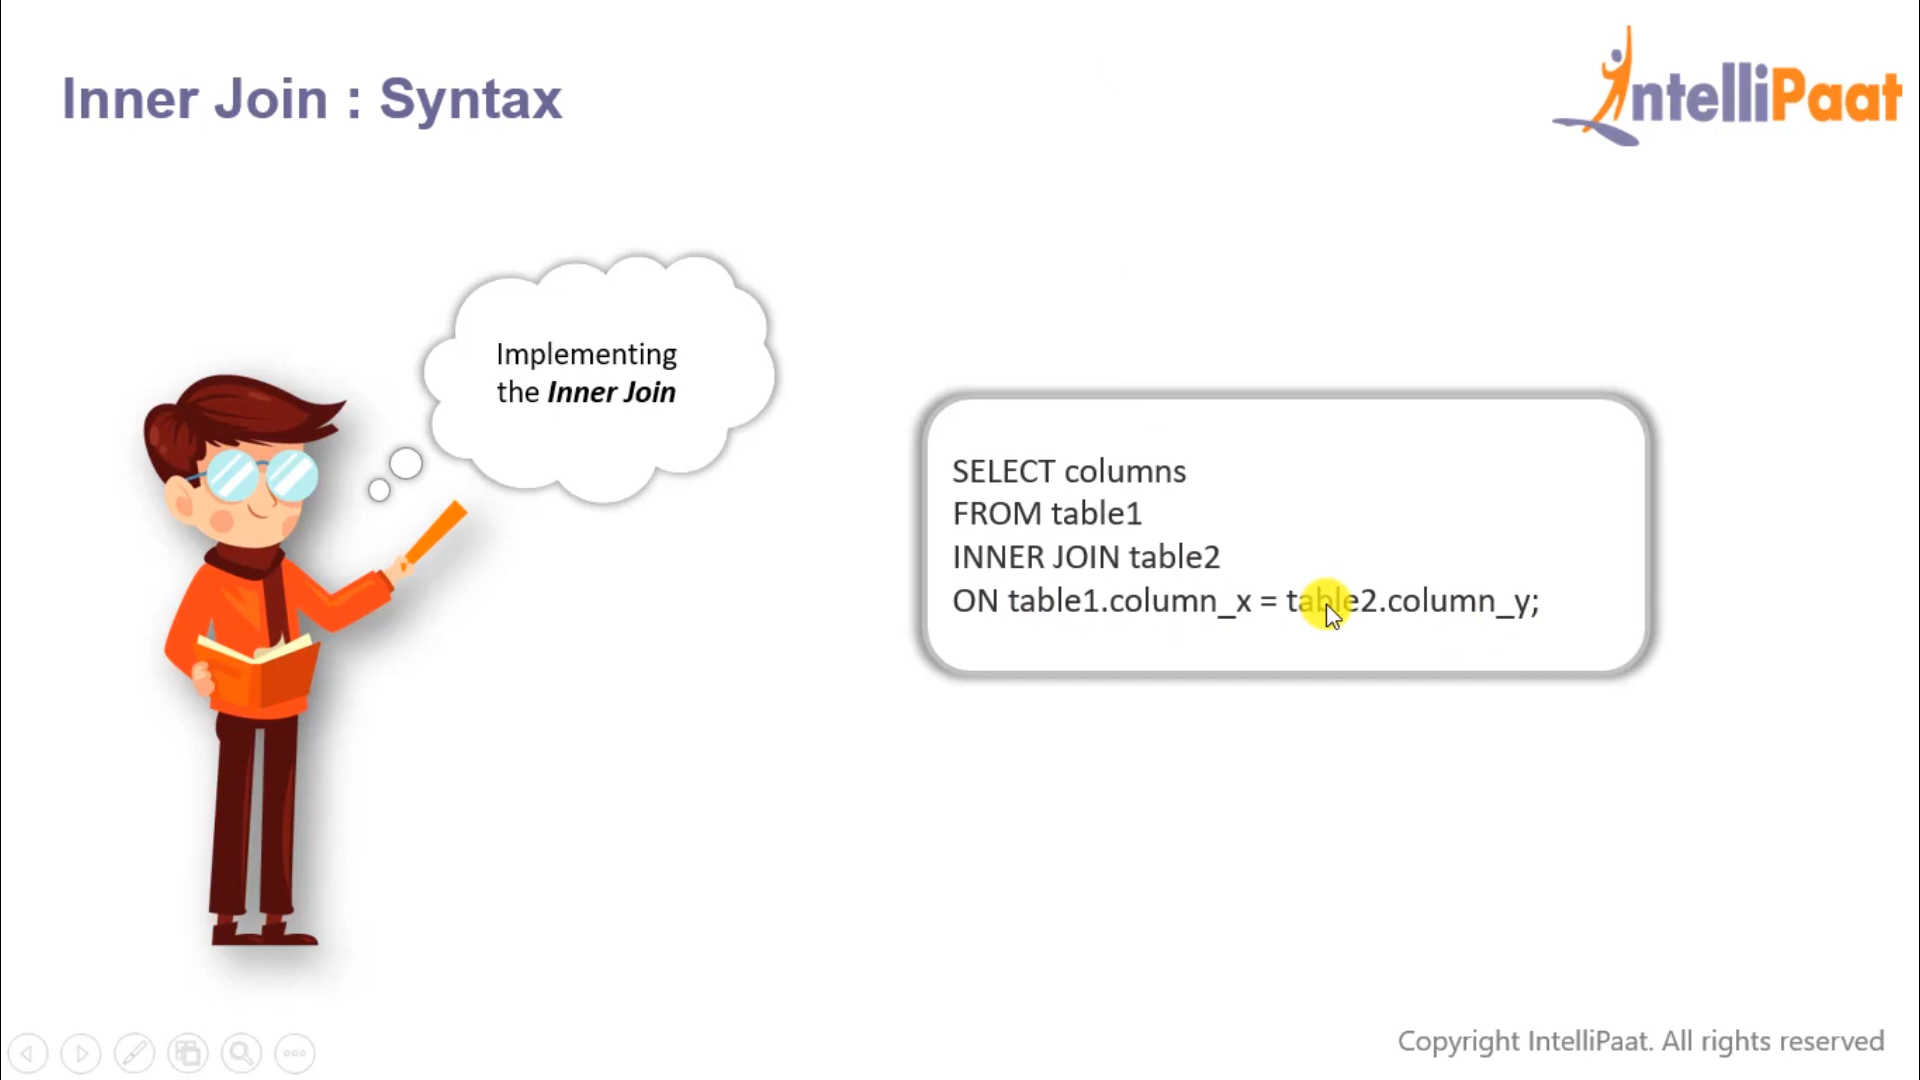 Inner Join : Syntax
IntelliPaat
Implementing
the Inner Join
SELECT columns
FROM table1
INNER JOIN table2
ON table1.column_x = table2.column_y;
Copyright IntelliPaat. All rights reserved